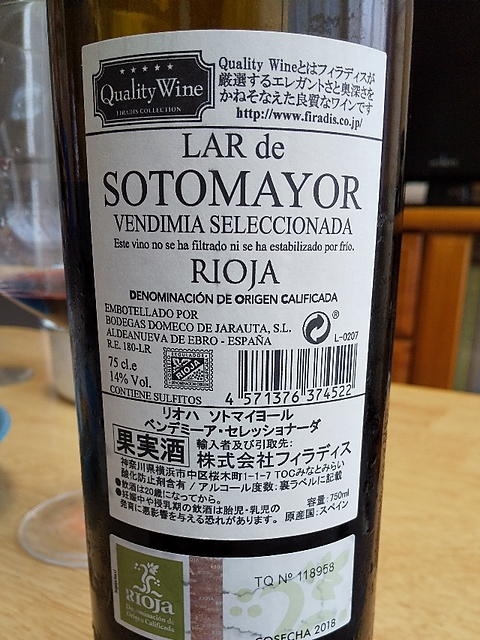 ★★★★★
Quality Wine
FIRADIS COLLECTION
Quality Wineとはフィラディスが
厳選するエレガントさと奥深さを
かねそなえた良質なワインです
http://www.firadis.co.jp/
LAR de
SOTOMAYOR
VENDIMIA SELECCIONADA
Este vino no se ha filtrado ni se ha estabilizado por frío.
RIOJA
DENOMINACIÓN DE ORIGEN CALIFICADA
EMBOTELLADO POR
BODEGAS DOMECO DE JARAUTA, S.L.
ALDEANUEVA DE EBRO - ESPAÑA
R.E. 180-LR
®
L-0207
75 cl.e
14% Vol.
CONTIENE SULFITOS
RIOJA
4 571376 374522
リオハ ソトマイヨール
ベンデミーア・セレッショナーダ
果実酒
輸入者及び引取先:
株式会社フィラディス
神奈川県横浜市中区桜木町1-1-7 TOCみなとみらい
酸化防止剤含有 / アルコール度数:裏ラベルに記載
●飲酒は20歳になってから。
●妊娠中や授乳期の飲酒は胎児・乳児の
発育に悪影響を与える恐れがあります。
容量:750ml
原産国:スペイン
RIOJA
Denominación de
Origen Calificada
TQ Nº 118958
COSECHA 2018